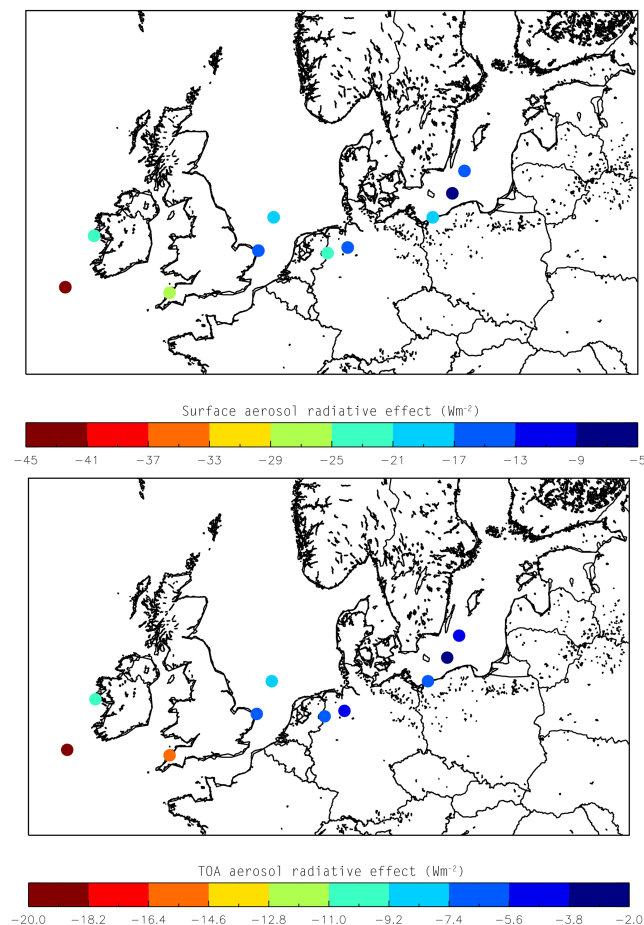 Surface aerosol radiative effect (Wm⁻²)
−45 −41 −37 −33 −29 −25 −21 −17 −13 −9 −5
TOA aerosol radiative effect (Wm⁻²)
−20.0 −18.2 −16.4 −14.6 −12.8 −11.0 −9.2 −7.4 −5.6 −3.8 −2.0